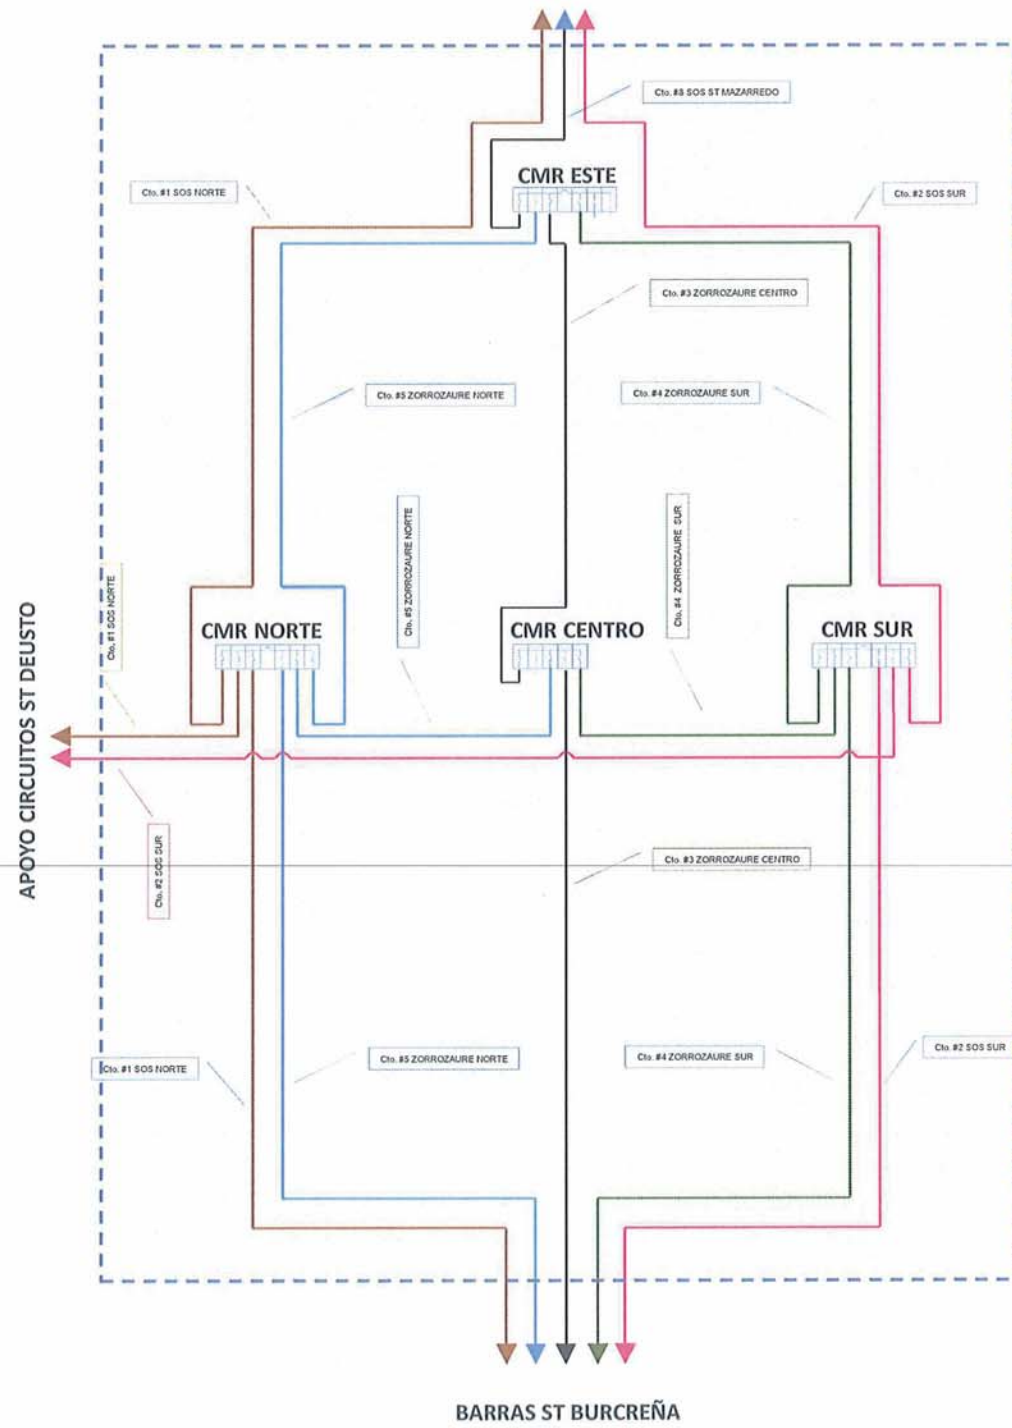 Cto. #8 SOS ST MAZARREDO
CMR ESTE
Cto. #1 SOS NORTE
Cto. #2 SOS SUR
Cto. #3 ZORROZAURE CENTRO
Cto. #5 ZORROZAURE NORTE
Cto. #4 ZORROZAURE SUR
Cto. #5 ZORROZAURE NORTE
Cto. #4 ZORROZAURE SUR
Cto. #1 SOS NORTE
CMR NORTE
CMR CENTRO
CMR SUR
APOYO CIRCUITOS ST DEUSTO
Cto. #2 SOS SUR
Cto. #3 ZORROZAURE CENTRO
Cto. #1 SOS NORTE
Cto. #5 ZORROZAURE NORTE
Cto. #4 ZORROZAURE SUR
Cto. #2 SOS SUR
BARRAS ST BURCREÑA